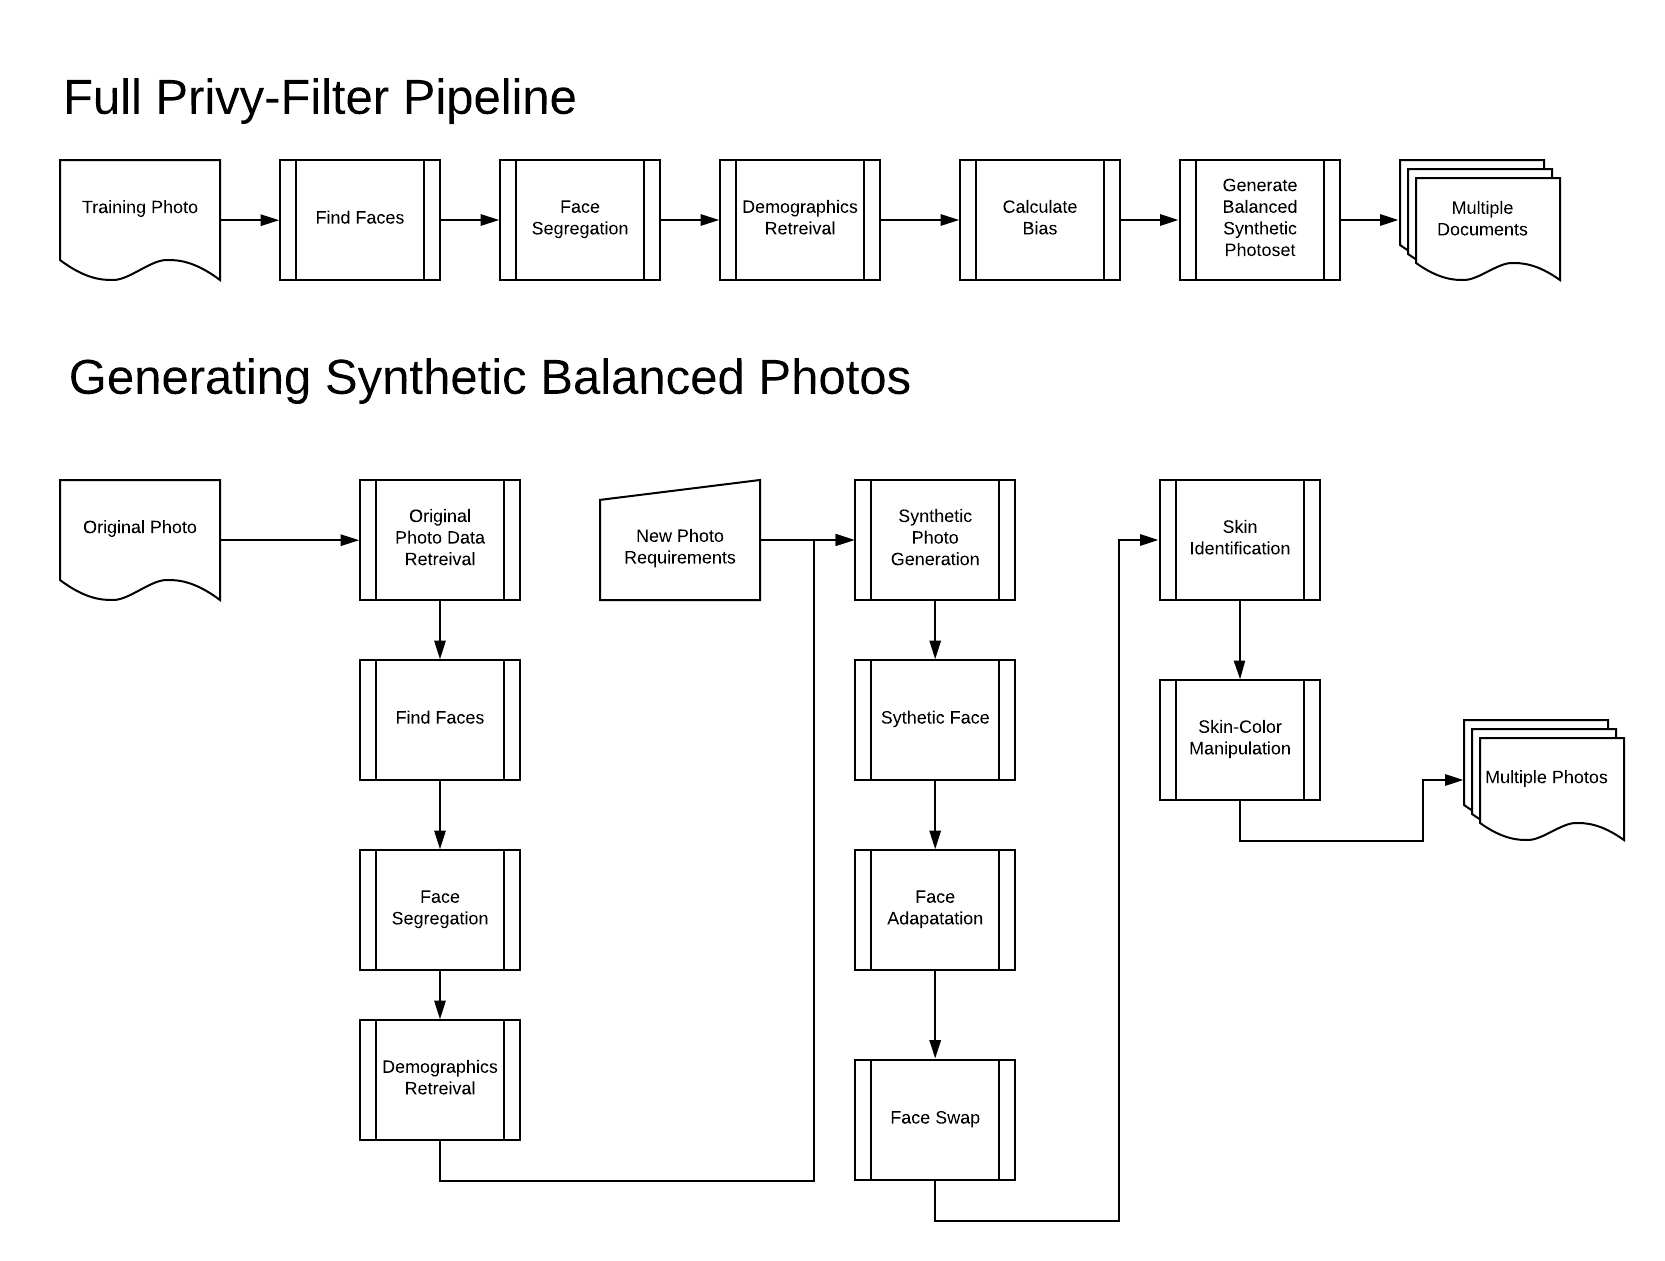 Full Privy-Filter Pipeline
Training Photo
Find Faces
Face
Segregation
Demographics
Retreival
Calculate
Bias
Generate
Balanced
Synthetic
Photoset
Multiple
Documents
Generating Synthetic Balanced Photos
Original Photo
Original
Photo Data
Retreival
Find Faces
Face
Segregation
Demographics
Retreival
New Photo
Requirements
Synthetic
Photo
Generation
Sythetic Face
Face
Adapatation
Face Swap
Skin
Identification
Skin-Color
Manipulation
Multiple Photos